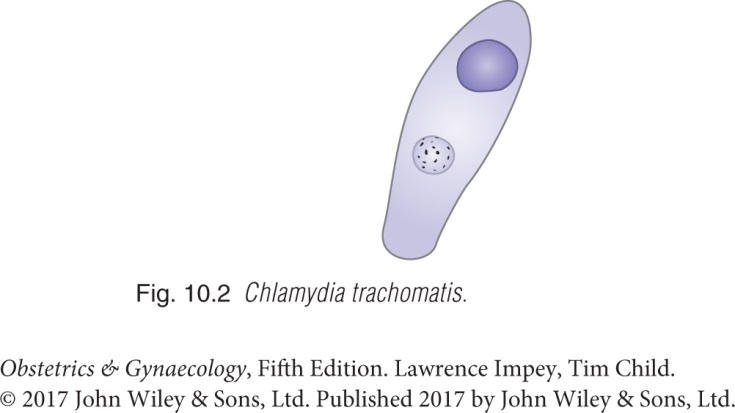 Fig. 10.2 Chlamydia trachomatis.
Obstetrics & Gynaecology, Fifth Edition. Lawrence Impey, Tim Child.
© 2017 John Wiley & Sons, Ltd. Published 2017 by John Wiley & Sons, Ltd.